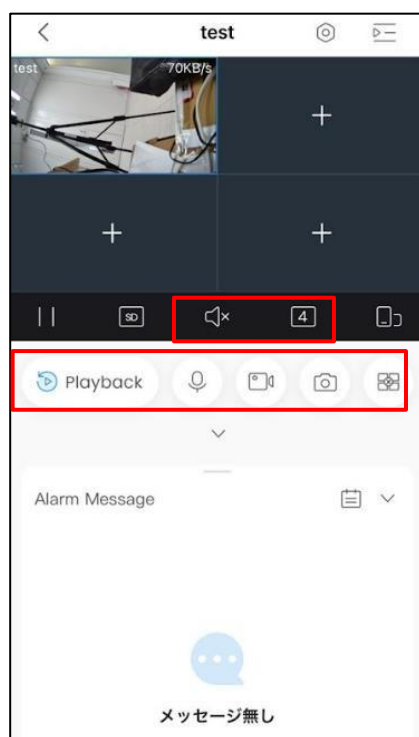 test
test 70KB/s
SD 4
Playback
Alarm Message
メッセージ無し